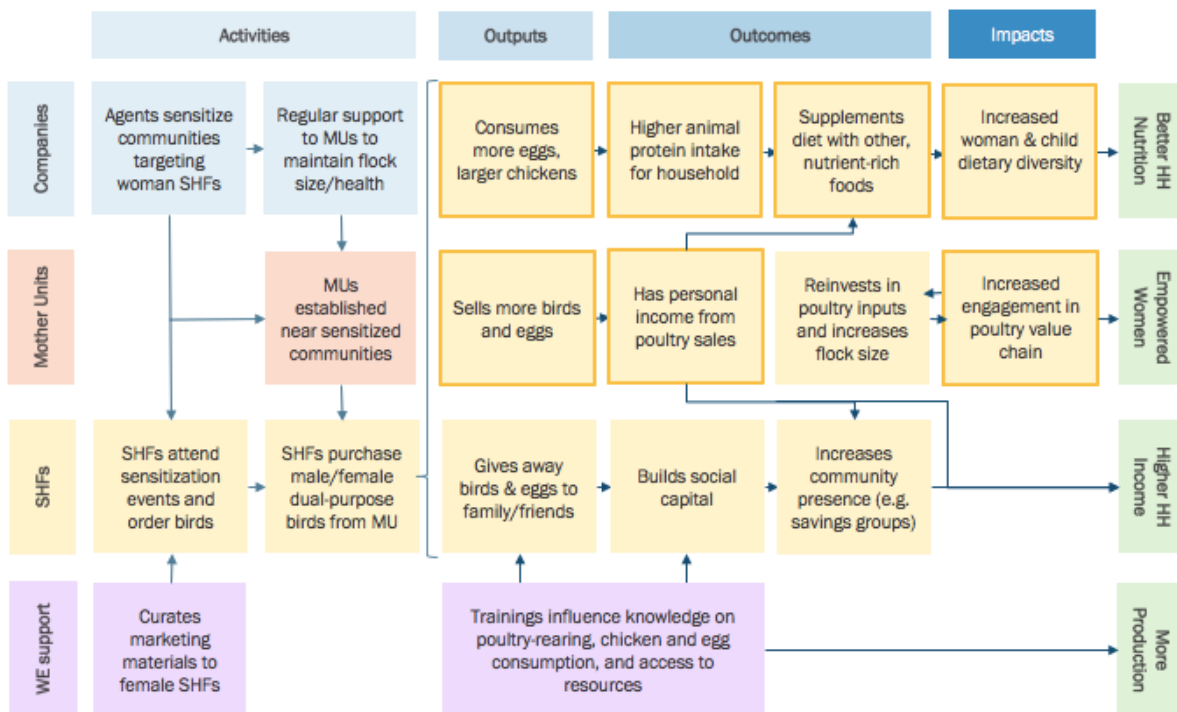 Activities
Outputs
Outcomes
Impacts
Companies
Agents sensitize
communities
targeting
woman SHFs
Regular support
to MUs to
maintain flock
size/health
Consumes
more eggs,
larger chickens
Higher animal
protein intake
for household
Supplements
diet with other,
nutrient-rich
foods
Increased
woman & child
dietary diversity
Better HH
Nutrition
Mother Units
MUs
established
near sensitized
communities
Sells more birds
and eggs
Has personal
income from
poultry sales
Reinvests in
poultry inputs
and increases
flock size
Increased
engagement in
poultry value
chain
Empowered
Women
SHFs
SHFs attend
sensitization
events and
order birds
SHFs purchase
male/female
dual-purpose
birds from MU
Gives away
birds & eggs to
family/friends
Builds social
capital
Increases
community
presence (e.g.
savings groups)
Higher HH
Income
WE support
Curates
marketing
materials to
female SHFs
Trainings influence knowledge on
poultry-rearing, chicken and egg
consumption, and access to
resources
More
Production